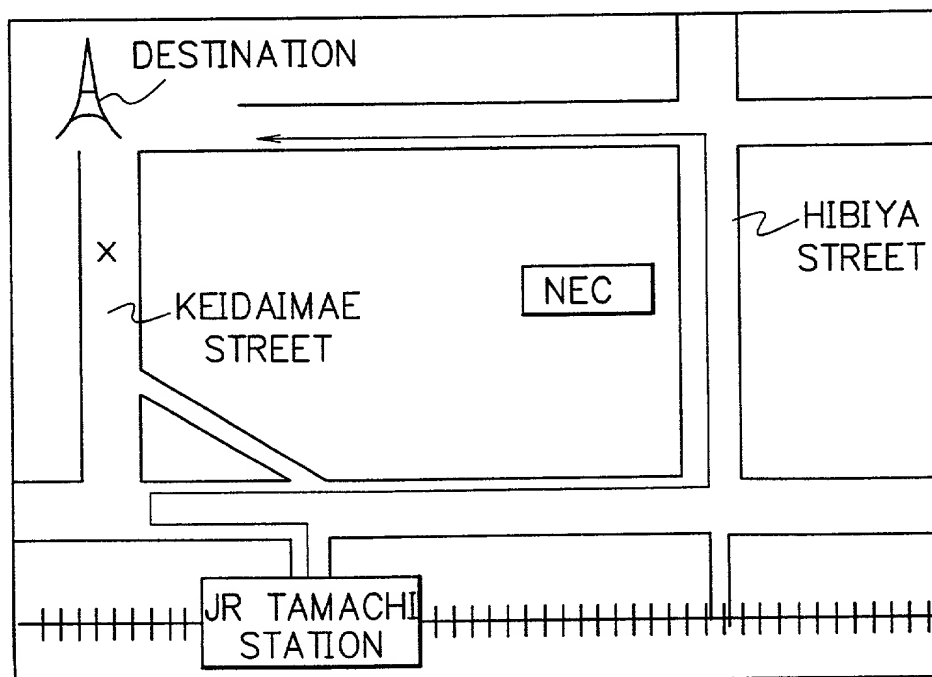 DESTINATION
HIBIYA
STREET
X
NEC
KEIDAIMAE
STREET
JR TAMACHI
STATION